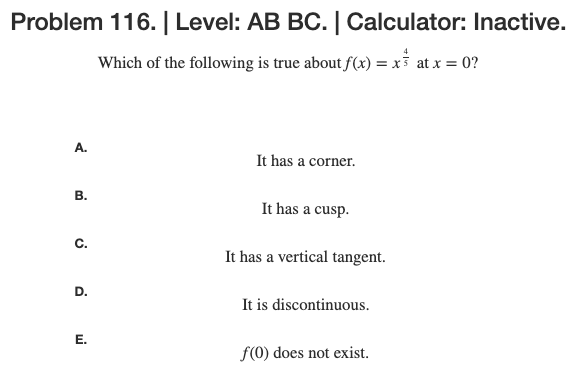 Problem 116. | Level: AB BC. | Calculator: Inactive.
Which of the following is true about f(x) = x^{4/5} at x = 0?
A.
It has a corner.
B.
It has a cusp.
C.
It has a vertical tangent.
D.
It is discontinuous.
E.
f(0) does not exist.